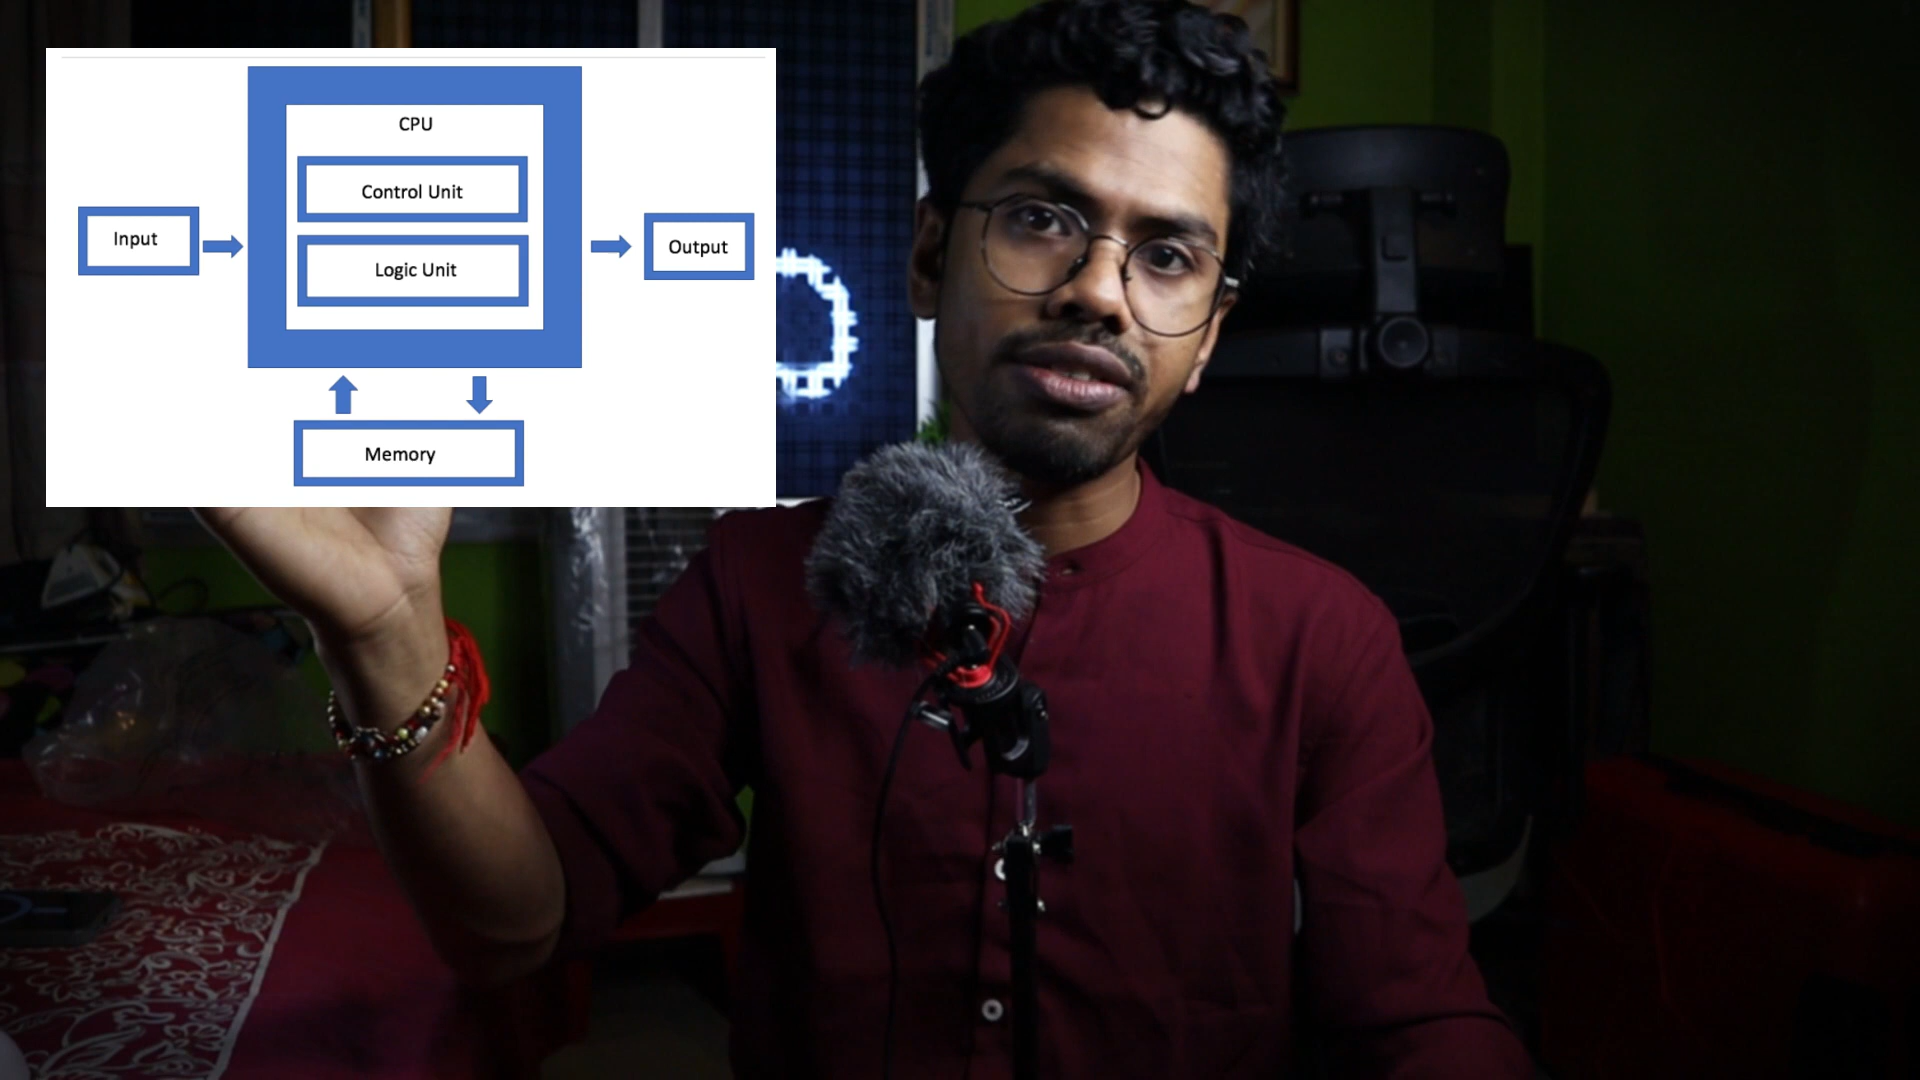 CPU
Control Unit
Input
Logic Unit
Output
Memory